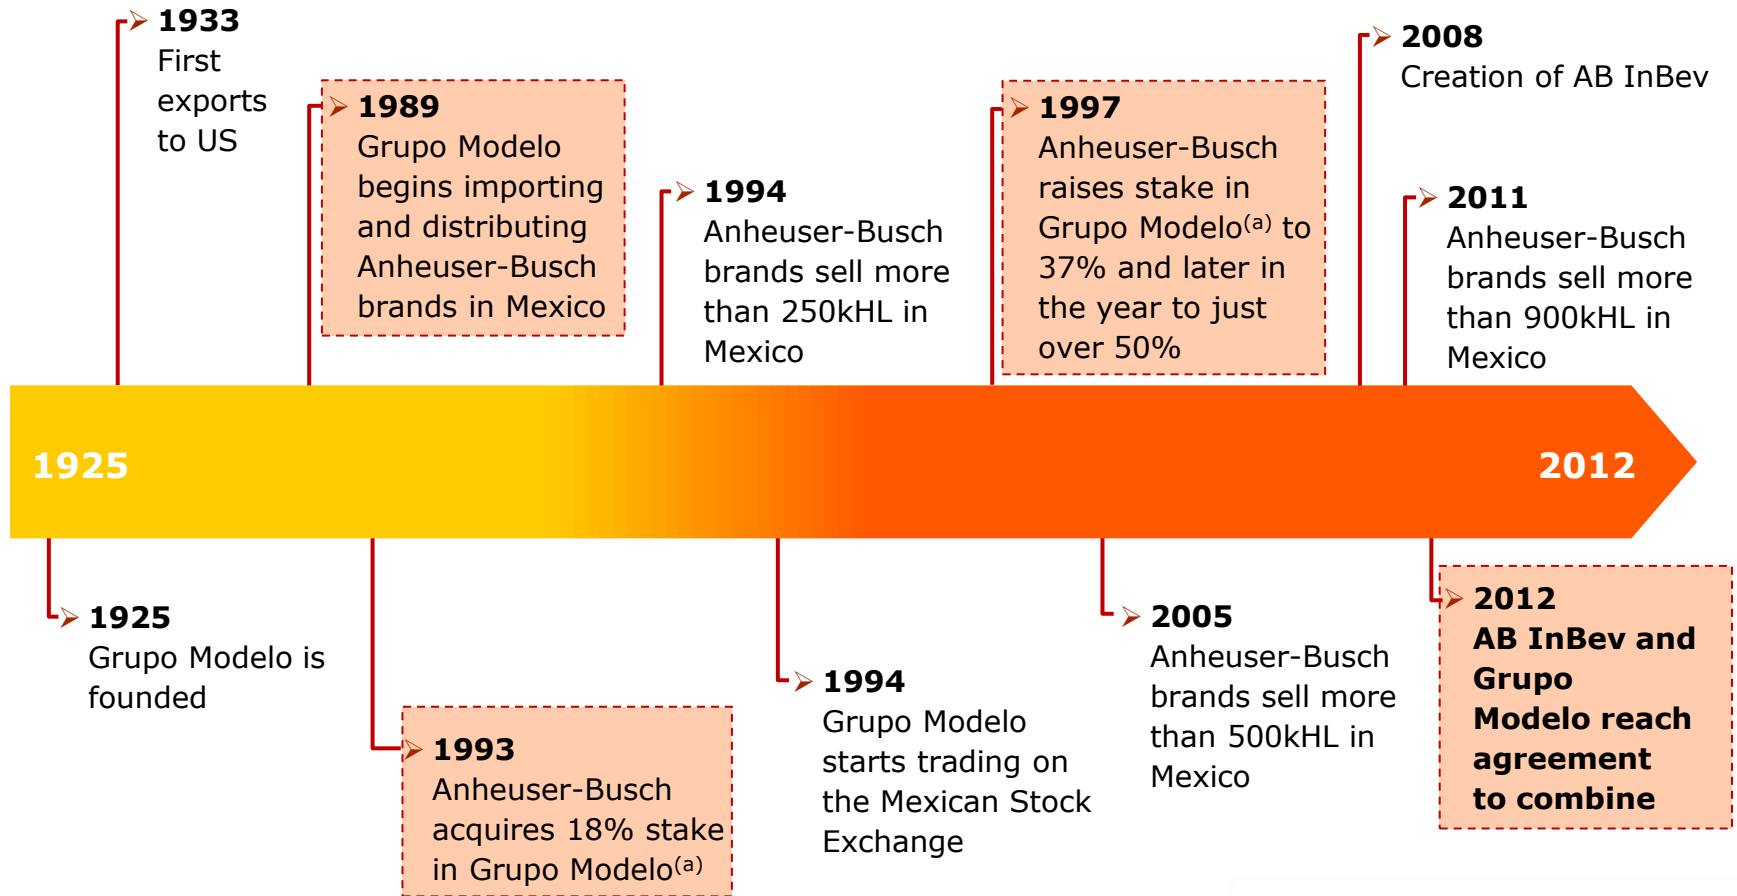 1933
First
exports
to US
1989
Grupo Modelo
begins importing
and distributing
Anheuser-Busch
brands in Mexico
1994
Anheuser-Busch
brands sell more
than 250kHL in
Mexico
1997
Anheuser-Busch
raises stake in
Grupo Modelo(a) to
37% and later in
the year to just
over 50%
2008
Creation of AB InBev
2011
Anheuser-Busch
brands sell more
than 900kHL in
Mexico
1925
2012
1925
Grupo Modelo is
founded
1993
Anheuser-Busch
acquires 18% stake
in Grupo Modelo(a)
1994
Grupo Modelo
starts trading on
the Mexican Stock
Exchange
2005
Anheuser-Busch
brands sell more
than 500kHL in
Mexico
2012
AB InBev and
Grupo
Modelo reach
agreement
to combine